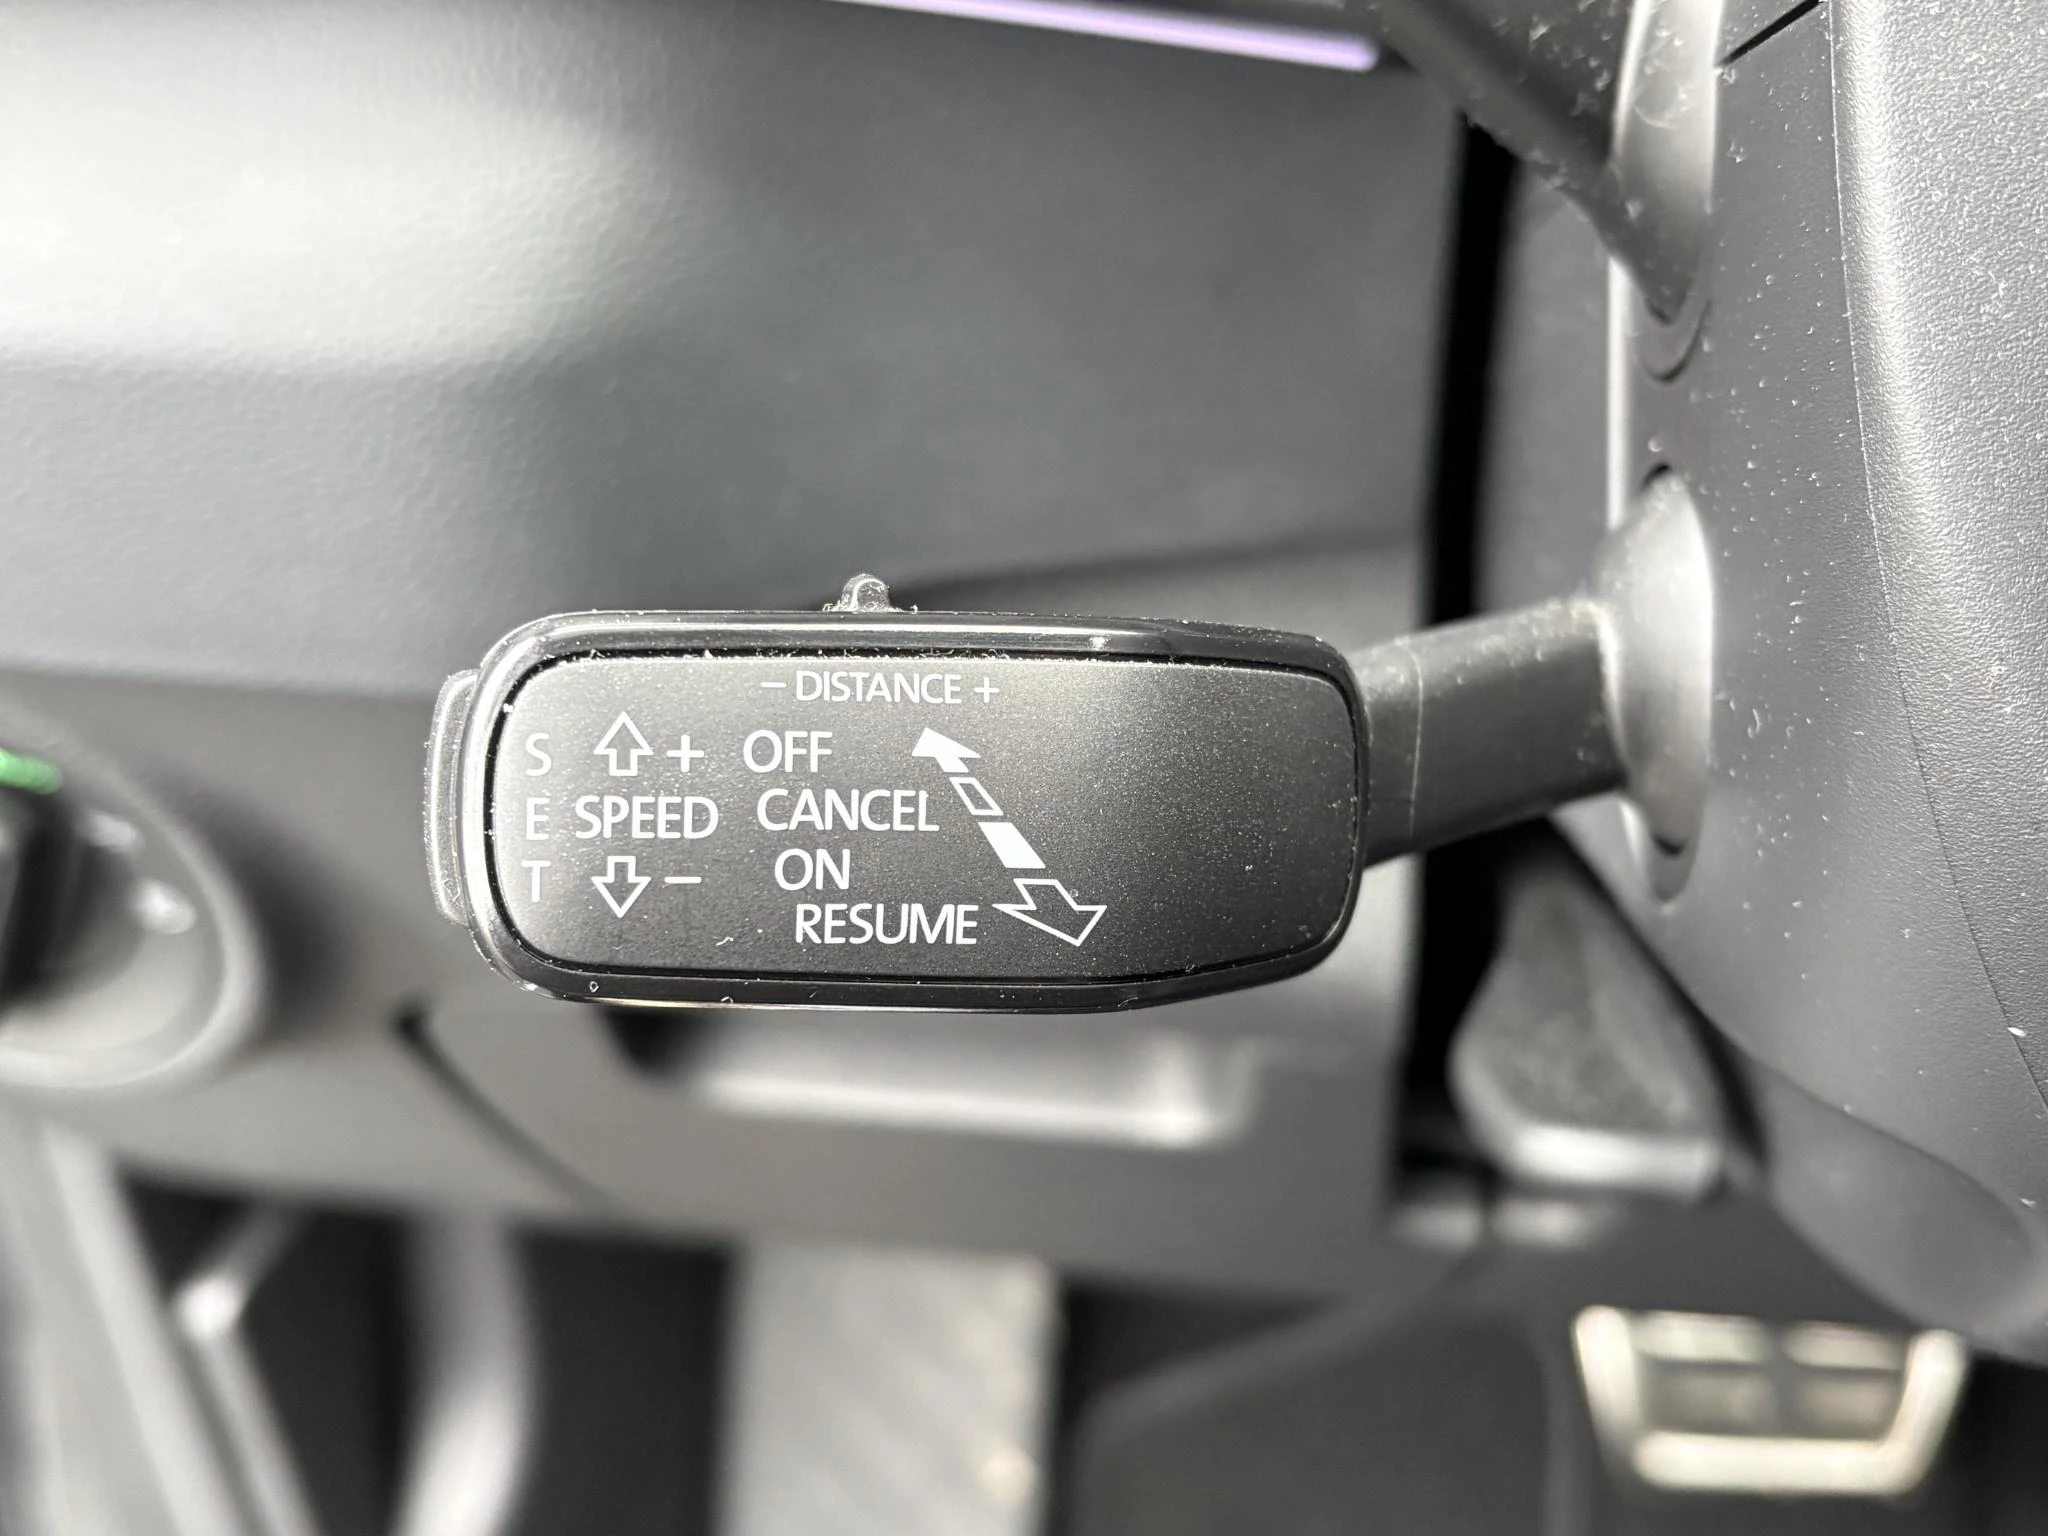 – DISTANCE +
S + OFF
E SPEED CANCEL
T – ON
RESUME